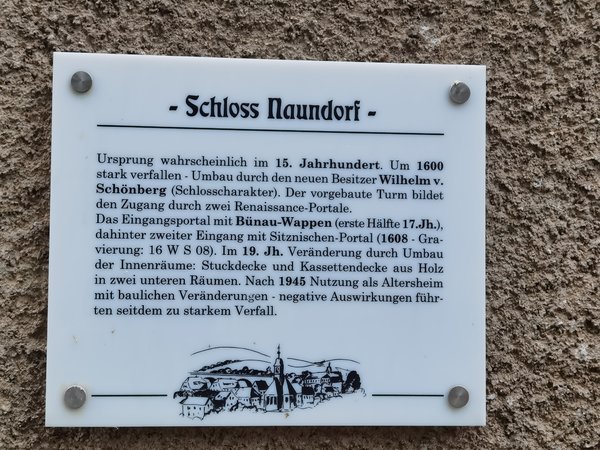 - Schloss Naundorf -
Ursprung wahrscheinlich im 15. Jahrhundert. Um 1600
stark verfallen - Umbau durch den neuen Besitzer Wilhelm v.
Schönberg (Schlosscharakter). Der vorgebaute Turm bildet
den Zugang durch zwei Renaissance-Portale.
Das Eingangsportal mit Bünau-Wappen (erste Hälfte 17.Jh.),
dahinter zweiter Eingang mit Sitznischen-Portal (1608 - Gra-
vierung: 16 W S 08). Im 19. Jh. Veränderung durch Umbau
der Innenräume: Stuckdecke und Kassettendecke aus Holz
in zwei unteren Räumen. Nach 1945 Nutzung als Altersheim
mit baulichen Veränderungen - negative Auswirkungen führ-
ten seitdem zu starkem Verfall.